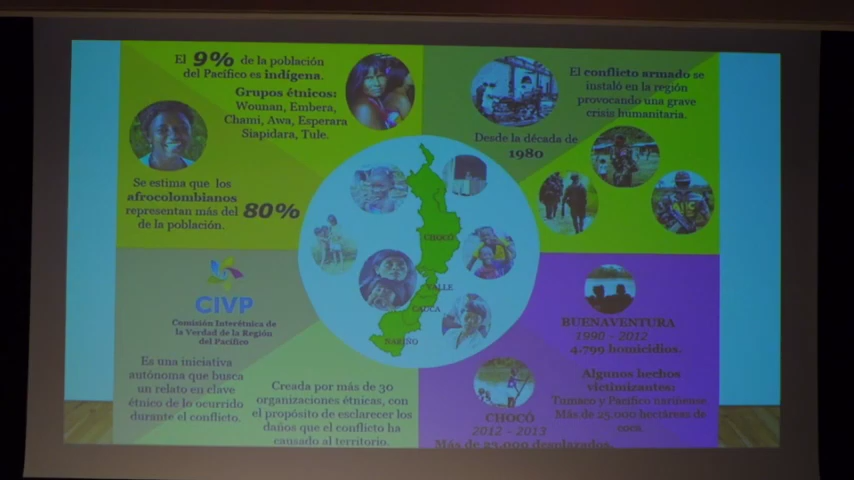 El 9% de la población
del Pacífico es indígena.
Grupos étnicos:
Wounan, Embera,
Chami, Awa, Esperara
Siapidara, Tule.
Se estima que los
afrocolombianos
representan más del 80%
de la población.
El conflicto armado se
instaló en la región
provocando una grave
crisis humanitaria.
Desde la década de
1980
CHOCÓ
VALLE
CAUCA
NARIÑO
CIVP
Comisión Interétnica de
la Verdad de la Región
del Pacífico
Es una iniciativa
autónoma que busca
un relato en clave
étnico de lo ocurrido
durante el conflicto.
Creada por más de 30
organizaciones étnicas, con
el propósito de esclarecer los
daños que el conflicto ha
causado al territorio.
BUENAVENTURA
1990 - 2012
4.799 homicidios.
Algunos hechos
victimizantes:
Tumaco y Pacífico nariñense
Más de 25.000 hectáreas de
coca.
CHOCÓ
2012 - 2013
Más de 23.000 desplazados.